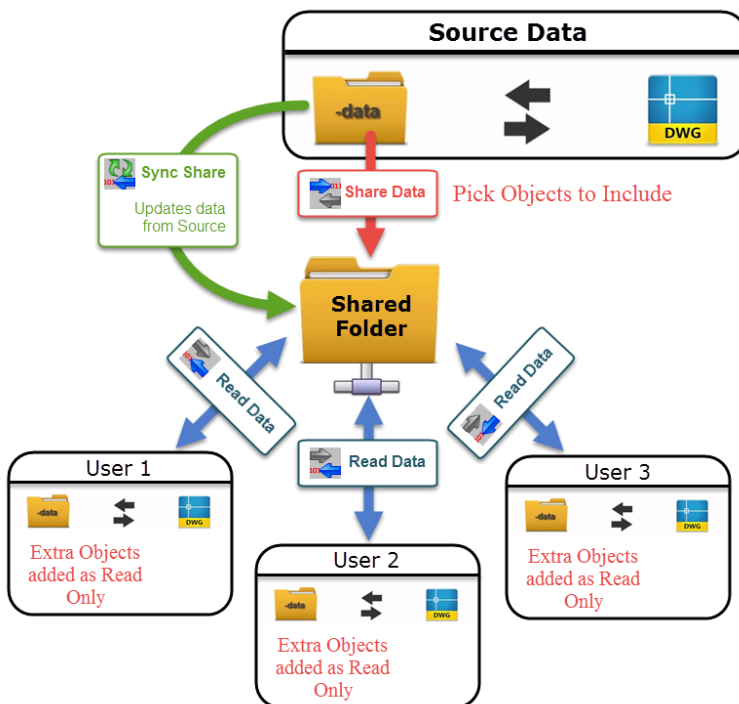 Source Data
-data
DWG
Sync Share
Updates data
from Source
Share Data
Pick Objects to Include
Shared
Folder
Read Data
Read Data
Read Data
User 1
-data
DWG
Extra Objects
added as Read
Only
User 2
-data
DWG
Extra Objects
added as Read
Only
User 3
-data
DWG
Extra Objects
added as Read
Only